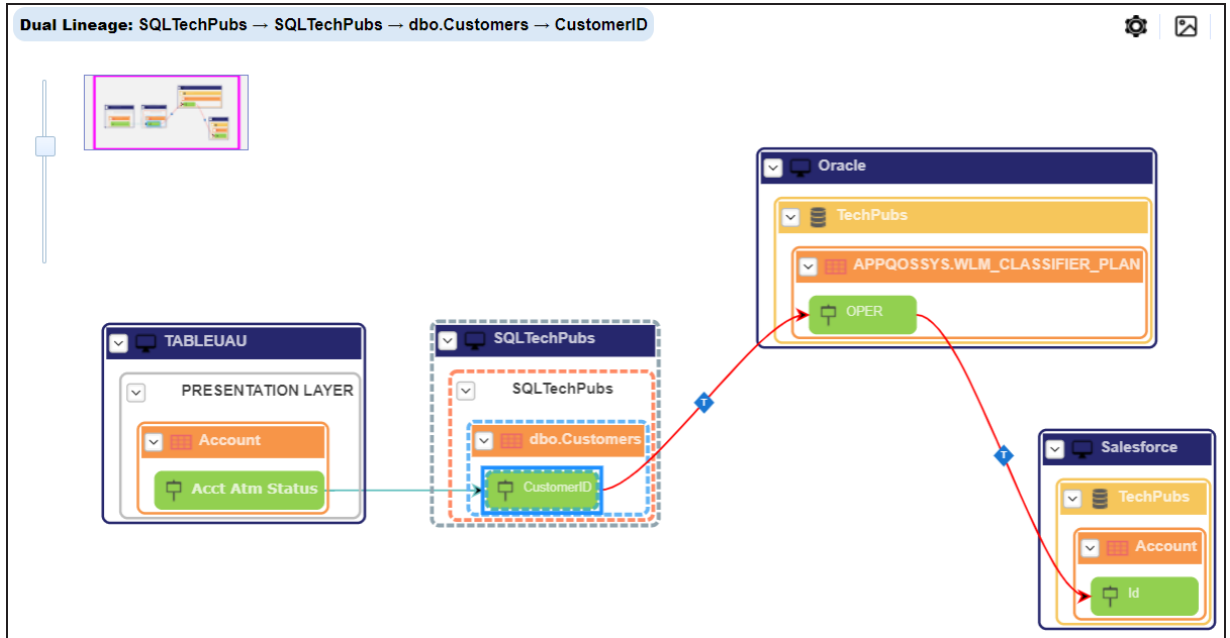 Dual Lineage: SQLTechPubs → SQLTechPubs → dbo.Customers → CustomerID
Oracle
TechPubs
APPQOSSYS.WLM_CLASSIFIER_PLAN
OPER
TABLEUAU
PRESENTATION LAYER
Account
Acct Atm Status
SQLTechPubs
SQLTechPubs
dbo.Customers
CustomerID
T
T
Salesforce
TechPubs
Account
Id